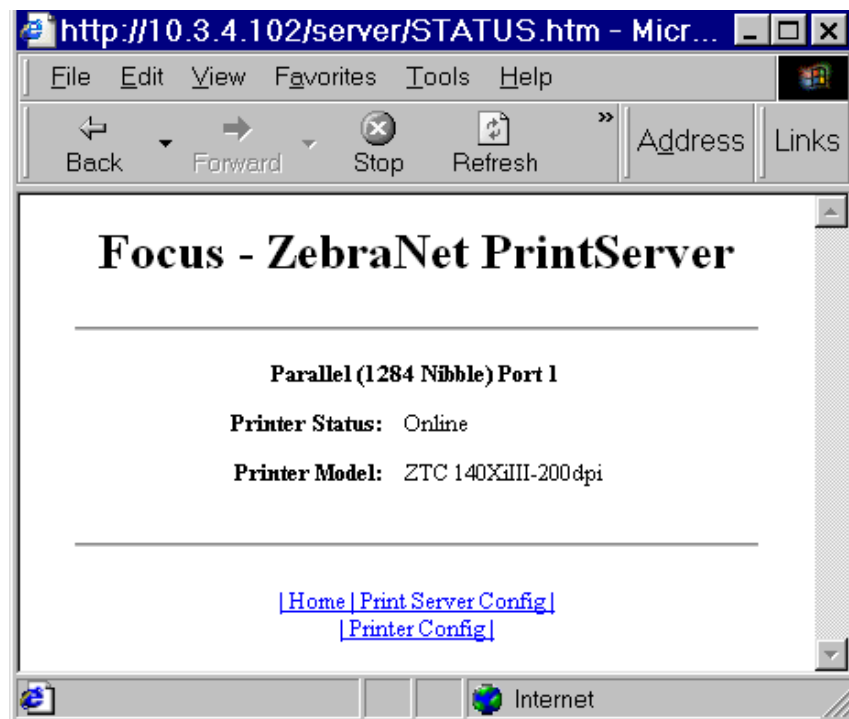 http://10.3.4.102/server/STATUS.htm - Micr...
File Edit View Favorites Tools Help
Back Forward Stop Refresh » Address Links
Focus - ZebraNet PrintServer
Parallel (1284 Nibble) Port 1
Printer Status: Online
Printer Model: ZTC 140XiIII-200dpi
| Home | Print Server Config |
| Printer Config |
Internet